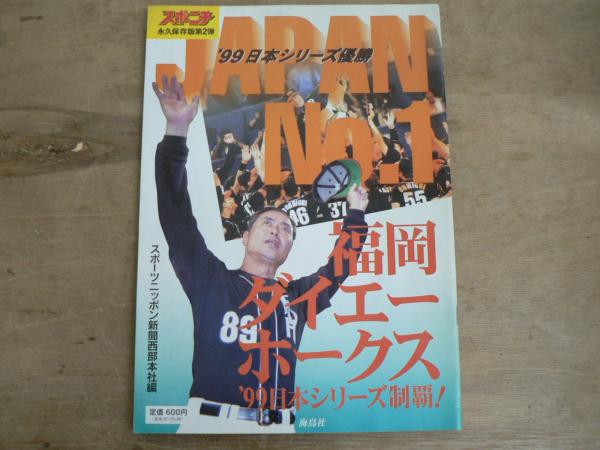 スポニチ
永久保存版第2弾
JAPAN
'99日本シリーズ優勝
No.1
46
37
55
福岡
ダイエー
ホークス
'99日本シリーズ制覇!
89
スポーツニッポン新聞西部本社編
定価 600円
海鳥社